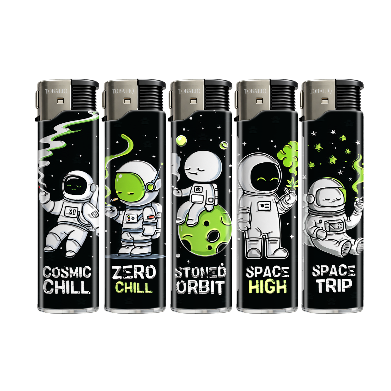 COSMIC
CHILL
ZERO
CHILL
STONED
ORBIT
SPACE
HIGH
SPACE
TRIP